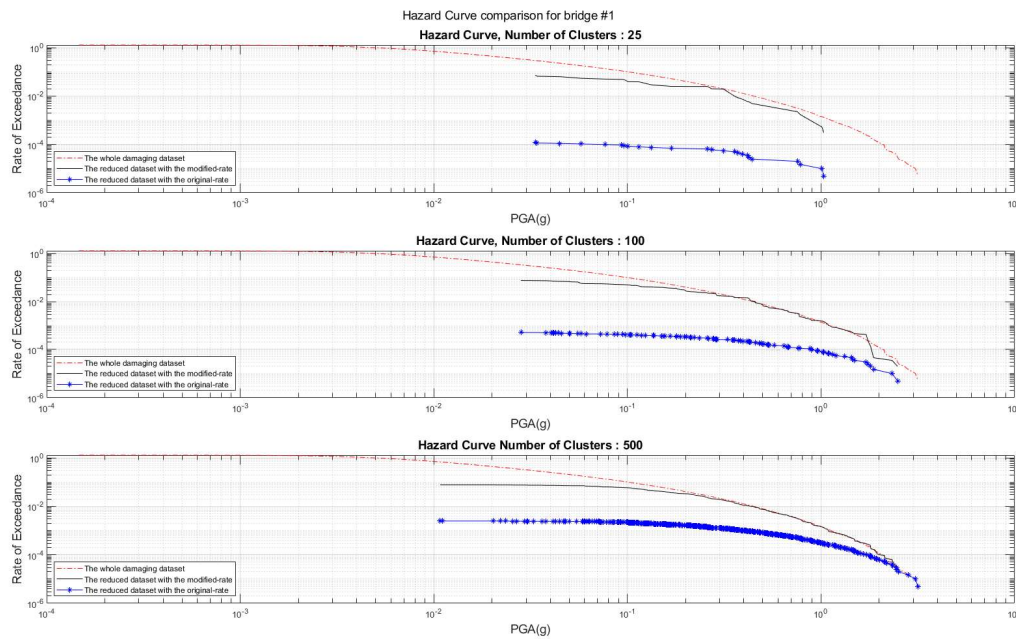 Hazard Curve comparison for bridge #1
Hazard Curve, Number of Clusters : 25
Rate of Exceedance
10^0
10^-2
10^-4
10^-6
The whole damaging dataset
The reduced dataset with the modified-rate
The reduced dataset with the original-rate
10^-4 10^-3 10^-2 10^-1 10^0 10
PGA(g)
Hazard Curve, Number of Clusters : 100
Rate of Exceedance
10^0
10^-2
10^-4
10^-6
The whole damaging dataset
The reduced dataset with the modified-rate
The reduced dataset with the original-rate
10^-4 10^-3 10^-2 10^-1 10^0 10
PGA(g)
Hazard Curve Number of Clusters : 500
Rate of Exceedance
10^0
10^-2
10^-4
10^-6
The whole damaging dataset
The reduced dataset with the modified-rate
The reduced dataset with the original-rate
10^-4 10^-3 10^-2 10^-1 10^0 10
PGA(g)